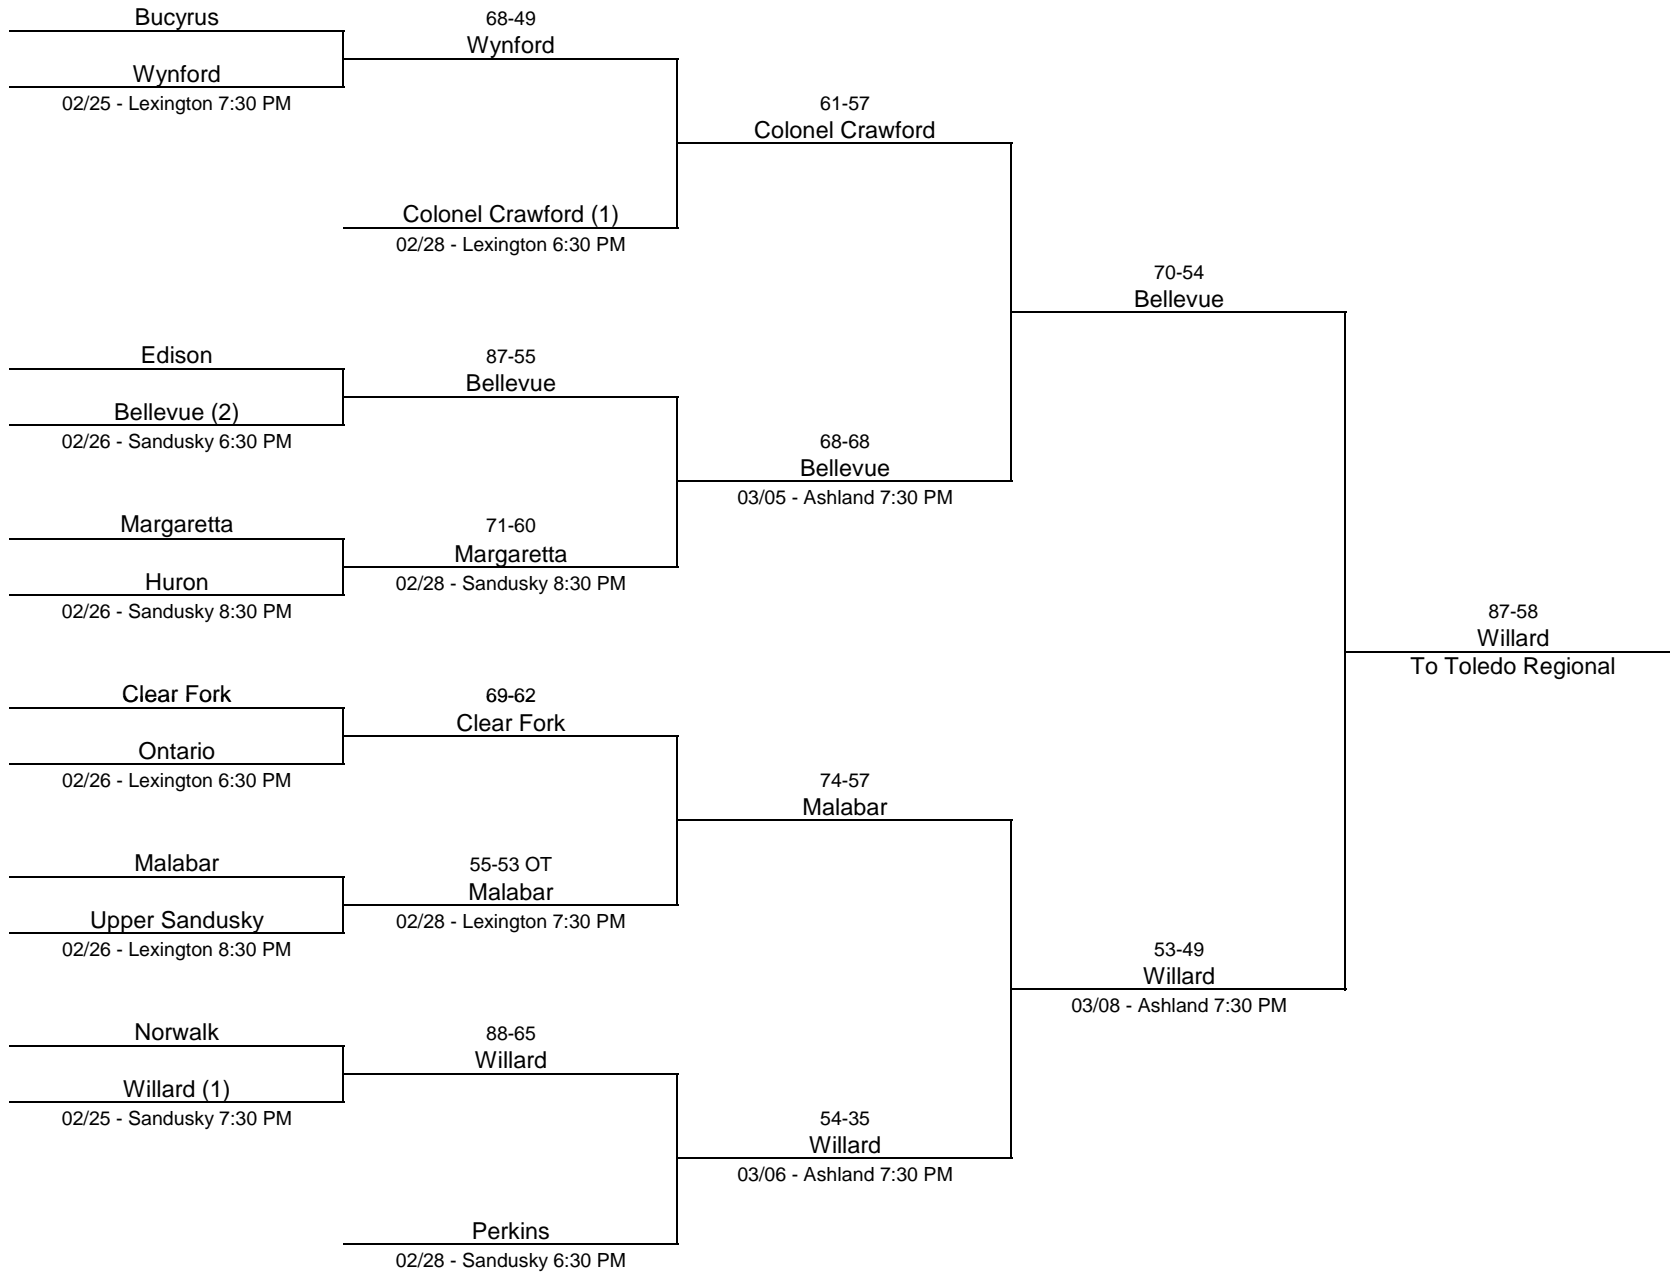 Bucyrus
68-49
Wynford
Wynford
02/25 - Lexington 7:30 PM
61-57
Colonel Crawford
Colonel Crawford (1)
02/28 - Lexington 6:30 PM
70-54
Bellevue
Edison
87-55
Bellevue
Bellevue (2)
02/26 - Sandusky 6:30 PM
68-68
Bellevue
03/05 - Ashland 7:30 PM
Margaretta
71-60
Margaretta
Huron
02/26 - Sandusky 8:30 PM
02/28 - Sandusky 8:30 PM
87-58
Willard
To Toledo Regional
Clear Fork
69-62
Clear Fork
Ontario
02/26 - Lexington 6:30 PM
74-57
Malabar
Malabar
55-53 OT
Malabar
Upper Sandusky
02/28 - Lexington 7:30 PM
02/26 - Lexington 8:30 PM
53-49
Willard
03/08 - Ashland 7:30 PM
Norwalk
88-65
Willard
Willard (1)
02/25 - Sandusky 7:30 PM
54-35
Willard
03/06 - Ashland 7:30 PM
Perkins
02/28 - Sandusky 6:30 PM